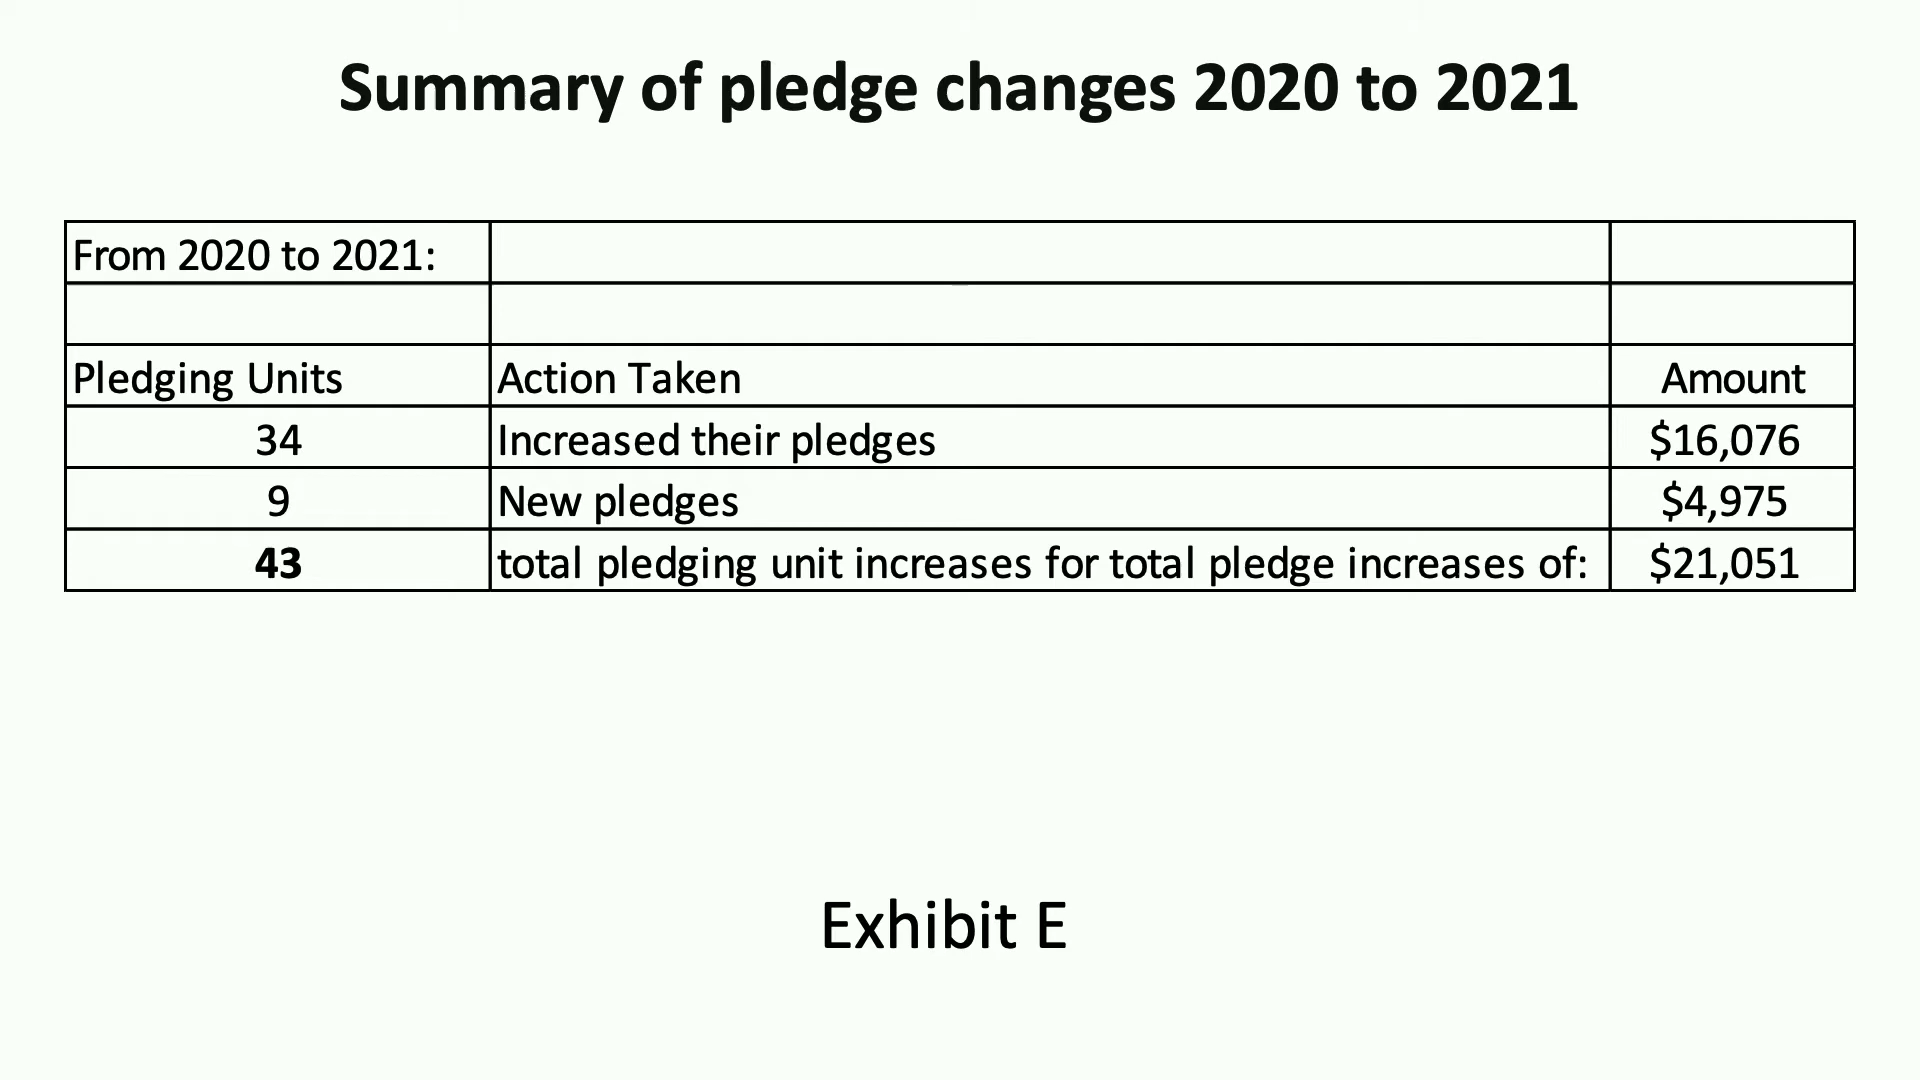 Summary of pledge changes 2020 to 2021
From 2020 to 2021:
Pledging Units Action Taken Amount
34 Increased their pledges $16,076
9 New pledges $4,975
43 total pledging unit increases for total pledge increases of: $21,051
Exhibit E